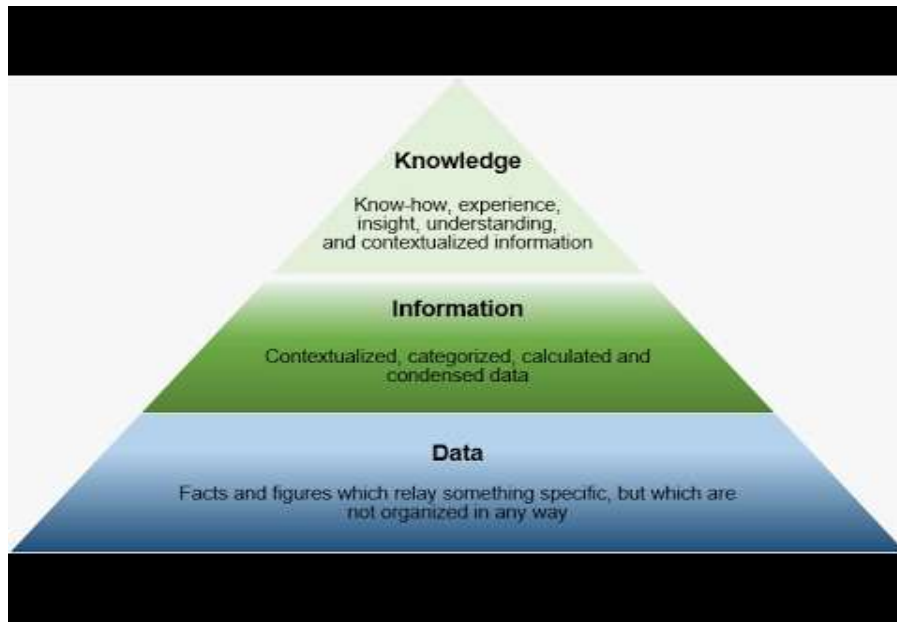 Knowledge
Know-how, experience,
insight, understanding,
and contextualized information
Information
Contextualized, categorized, calculated and
condensed data
Data
Facts and figures which relay something specific, but which are
not organized in any way